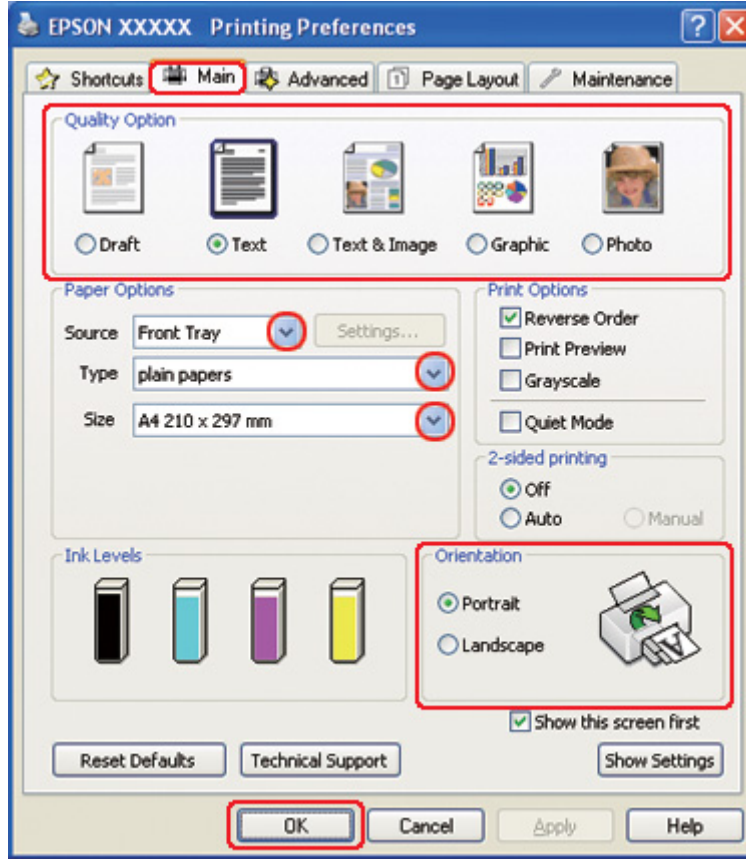 EPSON XXXXX Printing Preferences
Shortcuts Main Advanced Page Layout Maintenance
Quality Option
Draft Text Text & Image Graphic Photo
Paper Options
Source Front Tray Settings...
Type plain papers
Size A4 210 x 297 mm
Print Options
Reverse Order
Print Preview
Grayscale
Quiet Mode
2-sided printing
Off
Auto Manual
Ink Levels
Orientation
Portrait
Landscape
Show this screen first
Reset Defaults Technical Support Show Settings
OK Cancel Apply Help